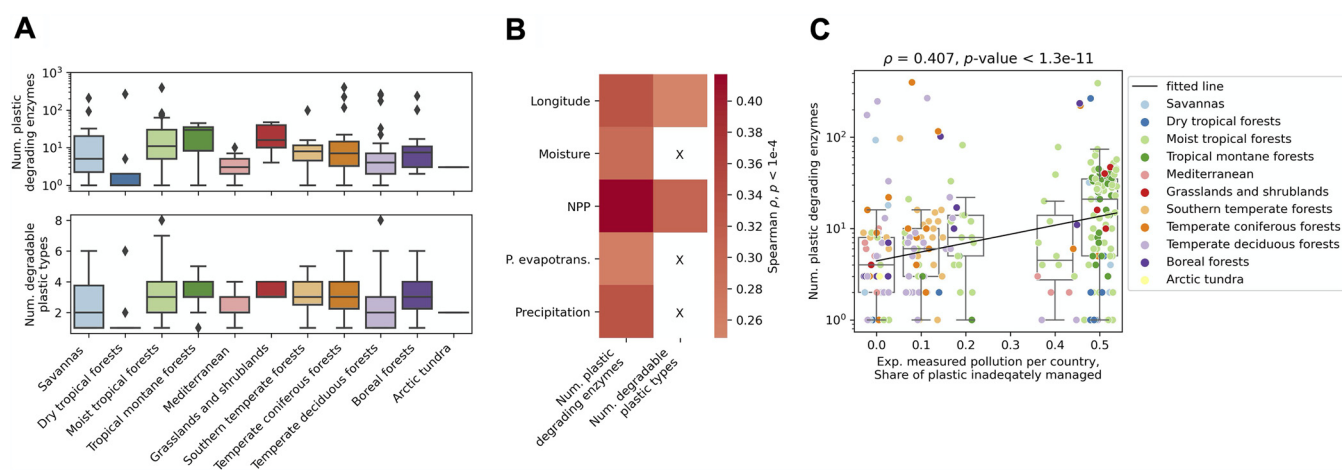 A
Num. plastic
degrading enzymes
10³
10²
10¹
10⁰
Num. degradable
plastic types
8
6
4
2
Savannas
Dry tropical forests
Moist tropical forests
Tropical montane forests
Mediterranean
Grasslands and shrublands
Southern temperate forests
Temperate coniferous forests
Temperate deciduous forests
Boreal forests
Arctic tundra
B
Longitude
Moisture
X
NPP
P. evapotrans.
X
Precipitation
X
Num. plastic
degrading enzymes
Num. degradable
plastic types
0.40
0.38
0.36
0.34
0.32
0.30
0.28
0.26
Spearman ρ, p < 1e-4
C
ρ = 0.407, p-value < 1.3e-11
Num. plastic degrading enzymes
10²
10¹
10⁰
0.0 0.1 0.2 0.3 0.4 0.5
Exp. measured pollution per country,
Share of plastic inadeqately managed
fitted line
Savannas
Dry tropical forests
Moist tropical forests
Tropical montane forests
Mediterranean
Grasslands and shrublands
Southern temperate forests
Temperate coniferous forests
Temperate deciduous forests
Boreal forests
Arctic tundra